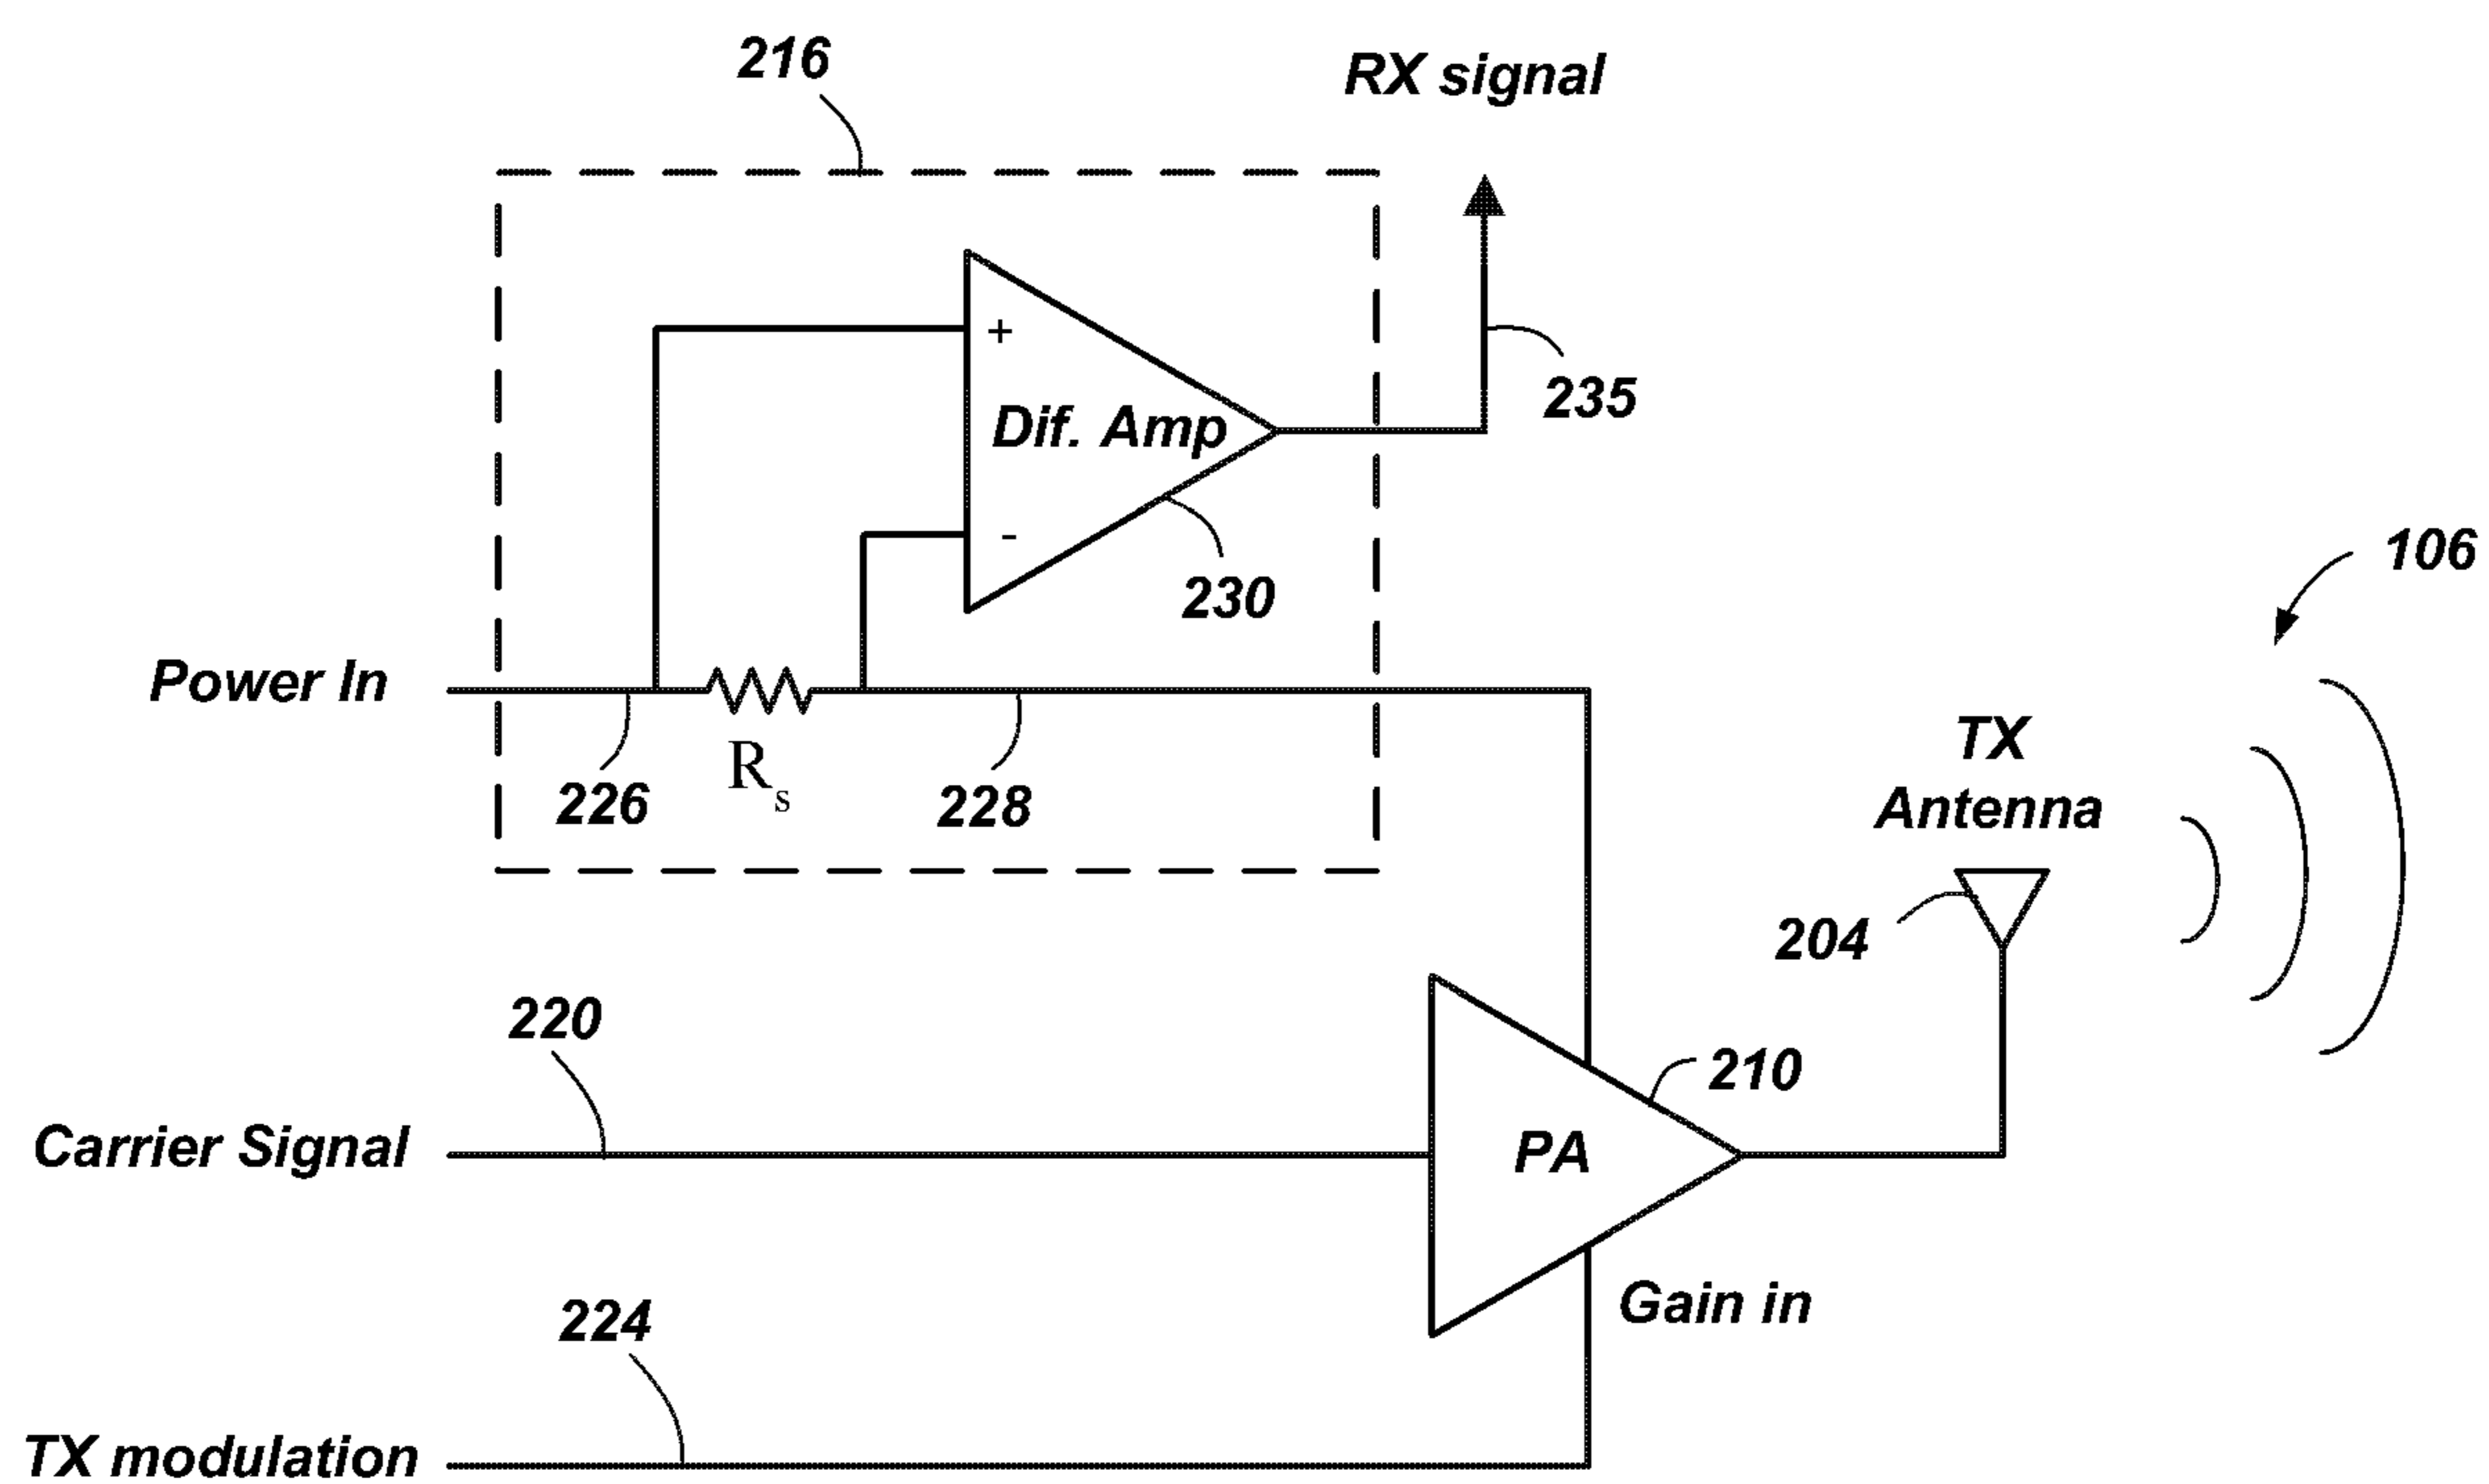 216
RX signal
+
Dif. Amp
235
-
230
106
Power In
Rs
226
228
TX
Antenna
204
220
210
Carrier Signal
PA
Gain in
224
TX modulation